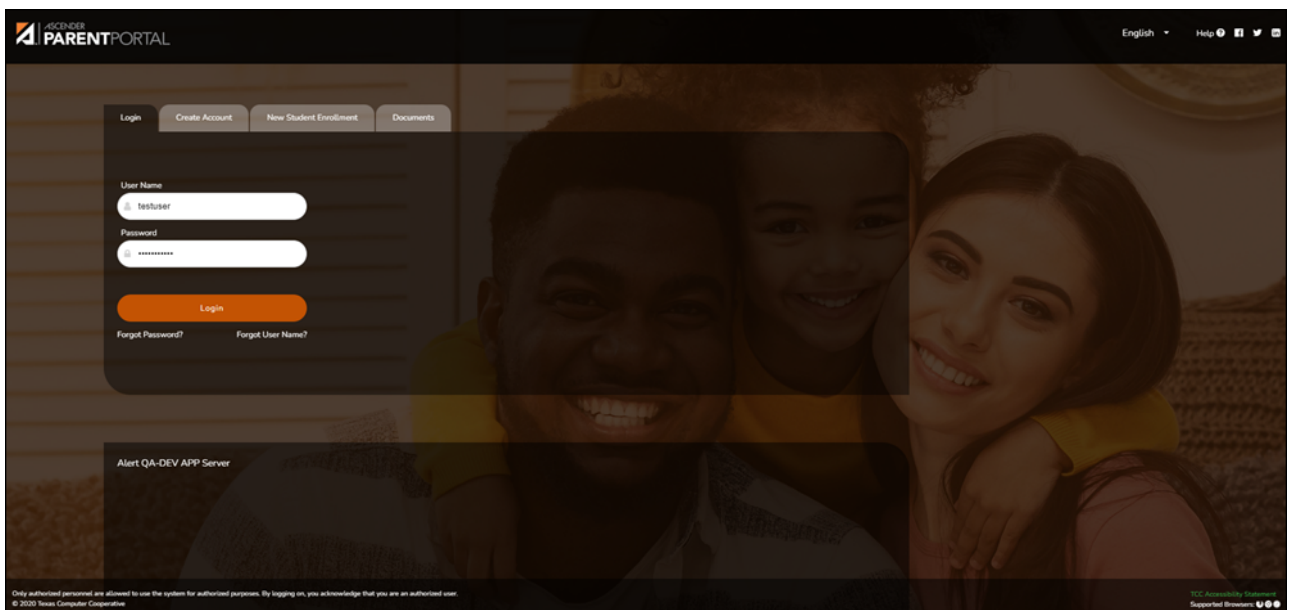 ASCENDER
PARENTPORTAL
English
Help
Login
Create Account
New Student Enrollment
Documents
User Name
testuser
Password
Login
Forgot Password?
Forgot User Name?
Alert QA-DEV APP Server
Only authorized personnel are allowed to use the system for authorized purposes. By logging on, you acknowledge that you are an authorized user.
© 2020 Texas Computer Cooperative
TCC Accessibility Statement
Supported Browsers: